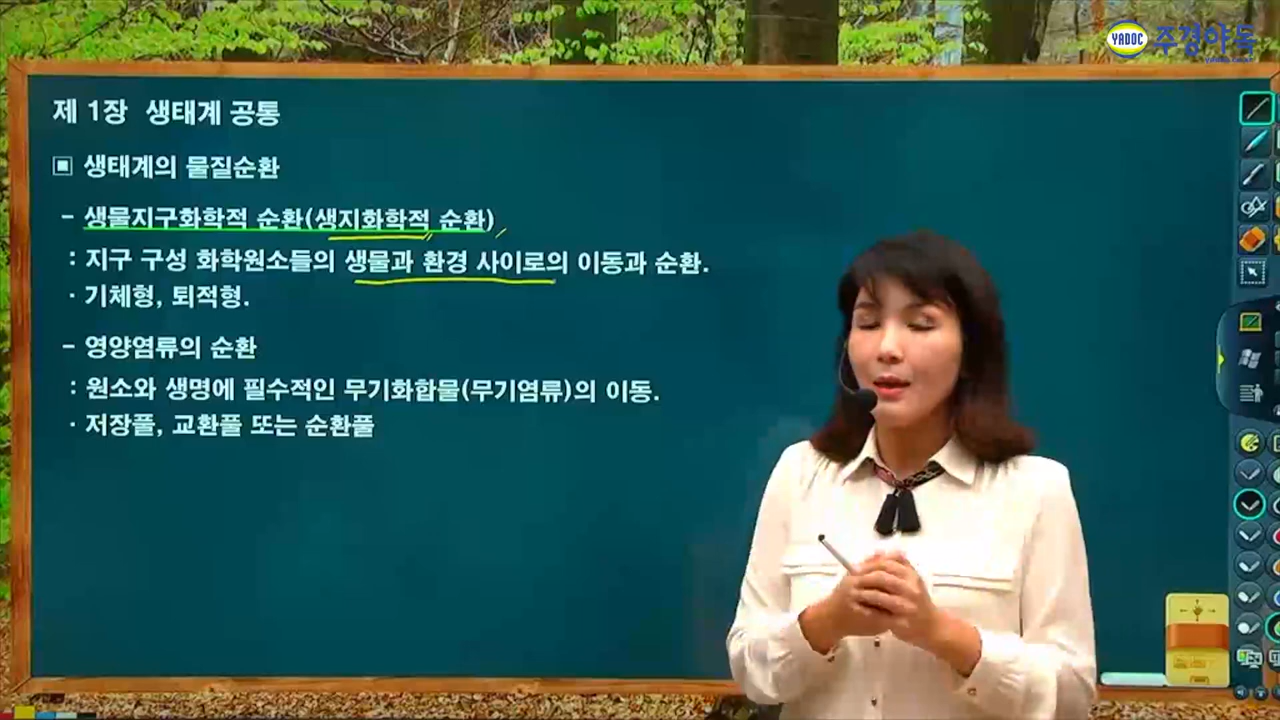 YADOC 주경야독
제 1장 생태계 공통
▣ 생태계의 물질순환
- 생물지구화학적 순환(생지화학적 순환)
: 지구 구성 화학원소들의 생물과 환경 사이로의 이동과 순환.
· 기체형, 퇴적형.
- 영양염류의 순환
: 원소와 생명에 필수적인 무기화합물(무기염류)의 이동.
· 저장풀, 교환풀 또는 순환풀